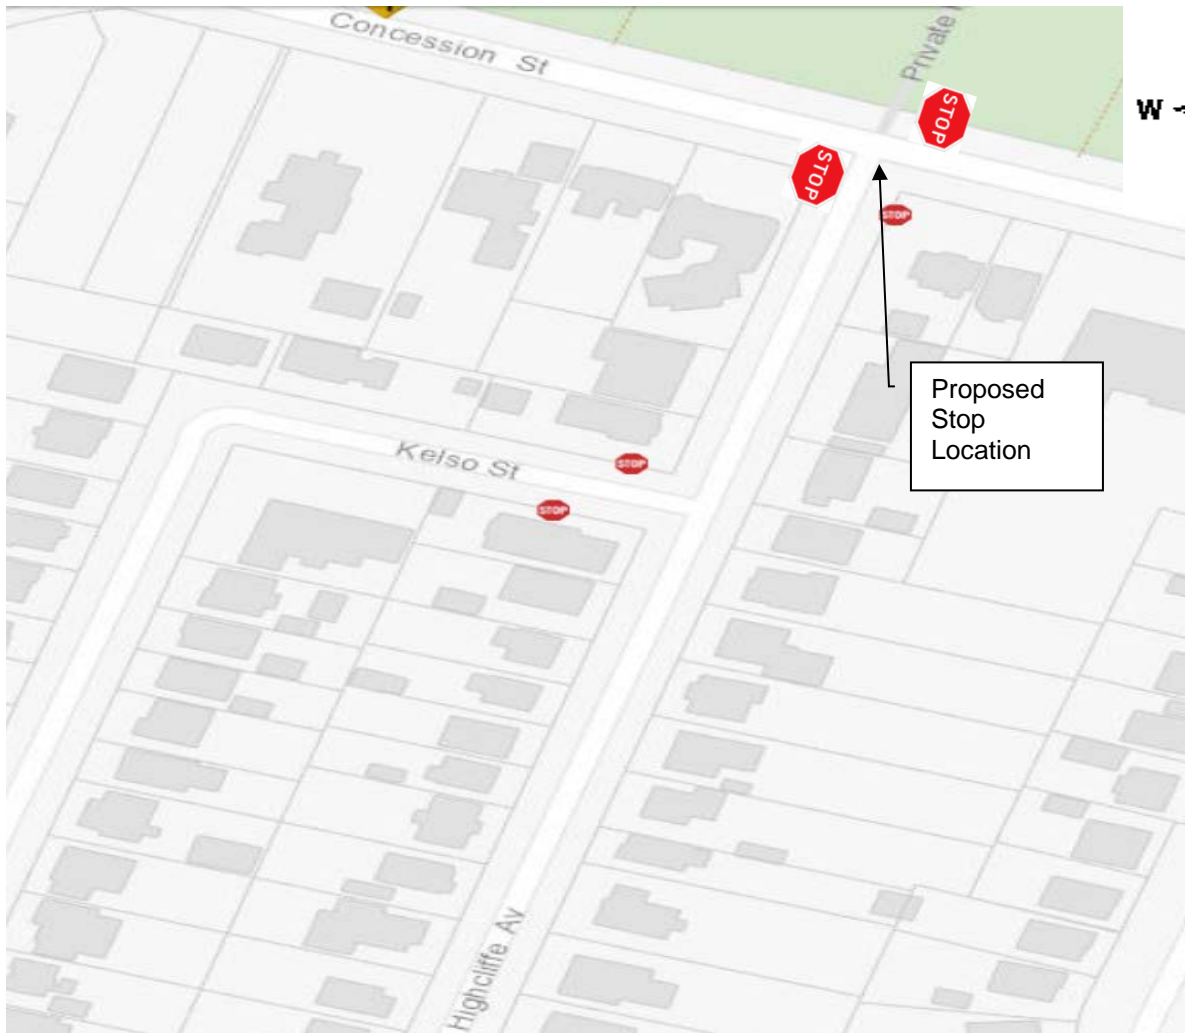 Concession St
Private
W
STOP
STOP
STOP
Proposed
Stop
Location
Kelso St
STOP
STOP
Highcliffe Av